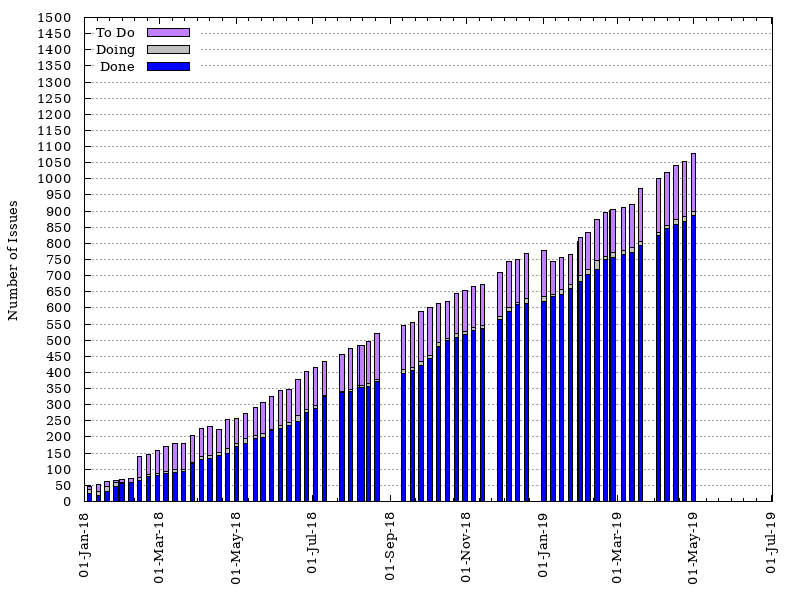 1500
1450
1400
1350
1300
1250
1200
1150
1100
1050
1000
950
900
850
800
750
700
650
600
550
500
450
400
350
300
250
200
150
100
50
0
Number of Issues
To Do
Doing
Done
01-Jan-18
01-Mar-18
01-May-18
01-Jul-18
01-Sep-18
01-Nov-18
01-Jan-19
01-Mar-19
01-May-19
01-Jul-19